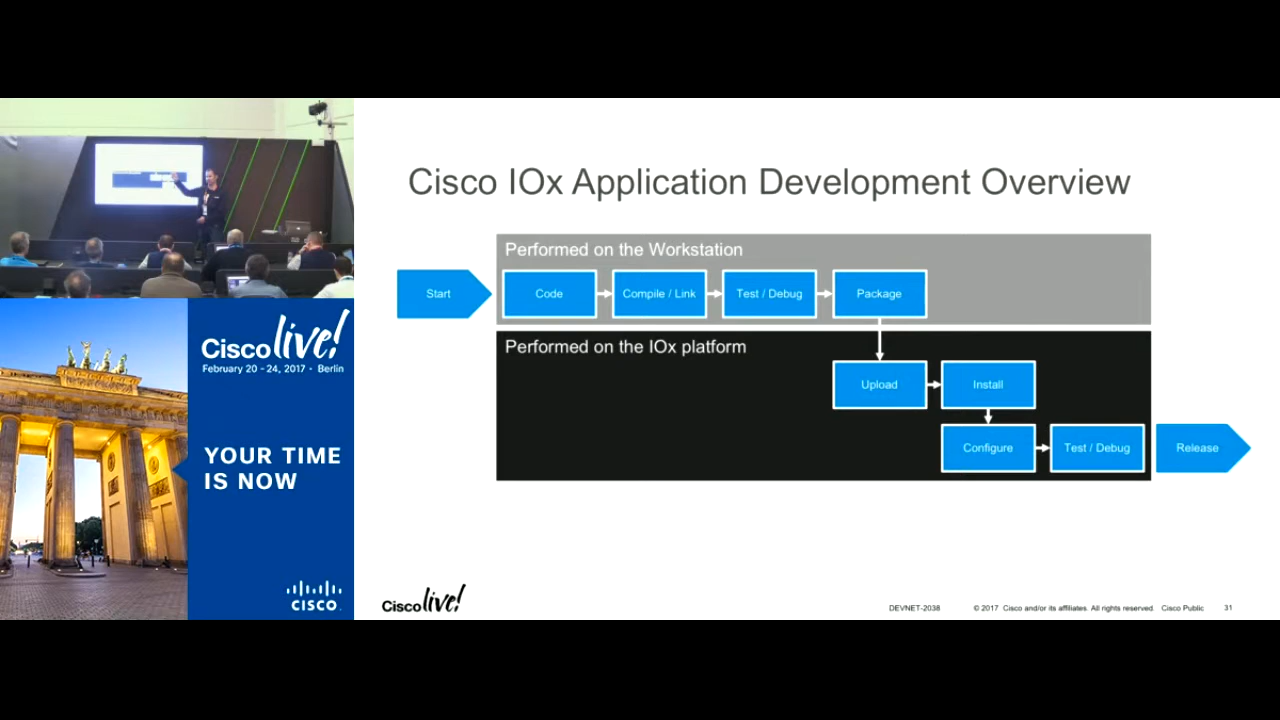 Cisco IOx Application Development Overview
Performed on the Workstation
Start
Code
Compile / Link
Test / Debug
Package
Performed on the IOx platform
Upload
Install
Configure
Test / Debug
Release
Cisco live!
February 20 - 24, 2017 • Berlin
YOUR TIME
IS NOW
CISCO.
Cisco live!
DEVNET-2038
© 2017 Cisco and/or its affiliates. All rights reserved. Cisco Public
31